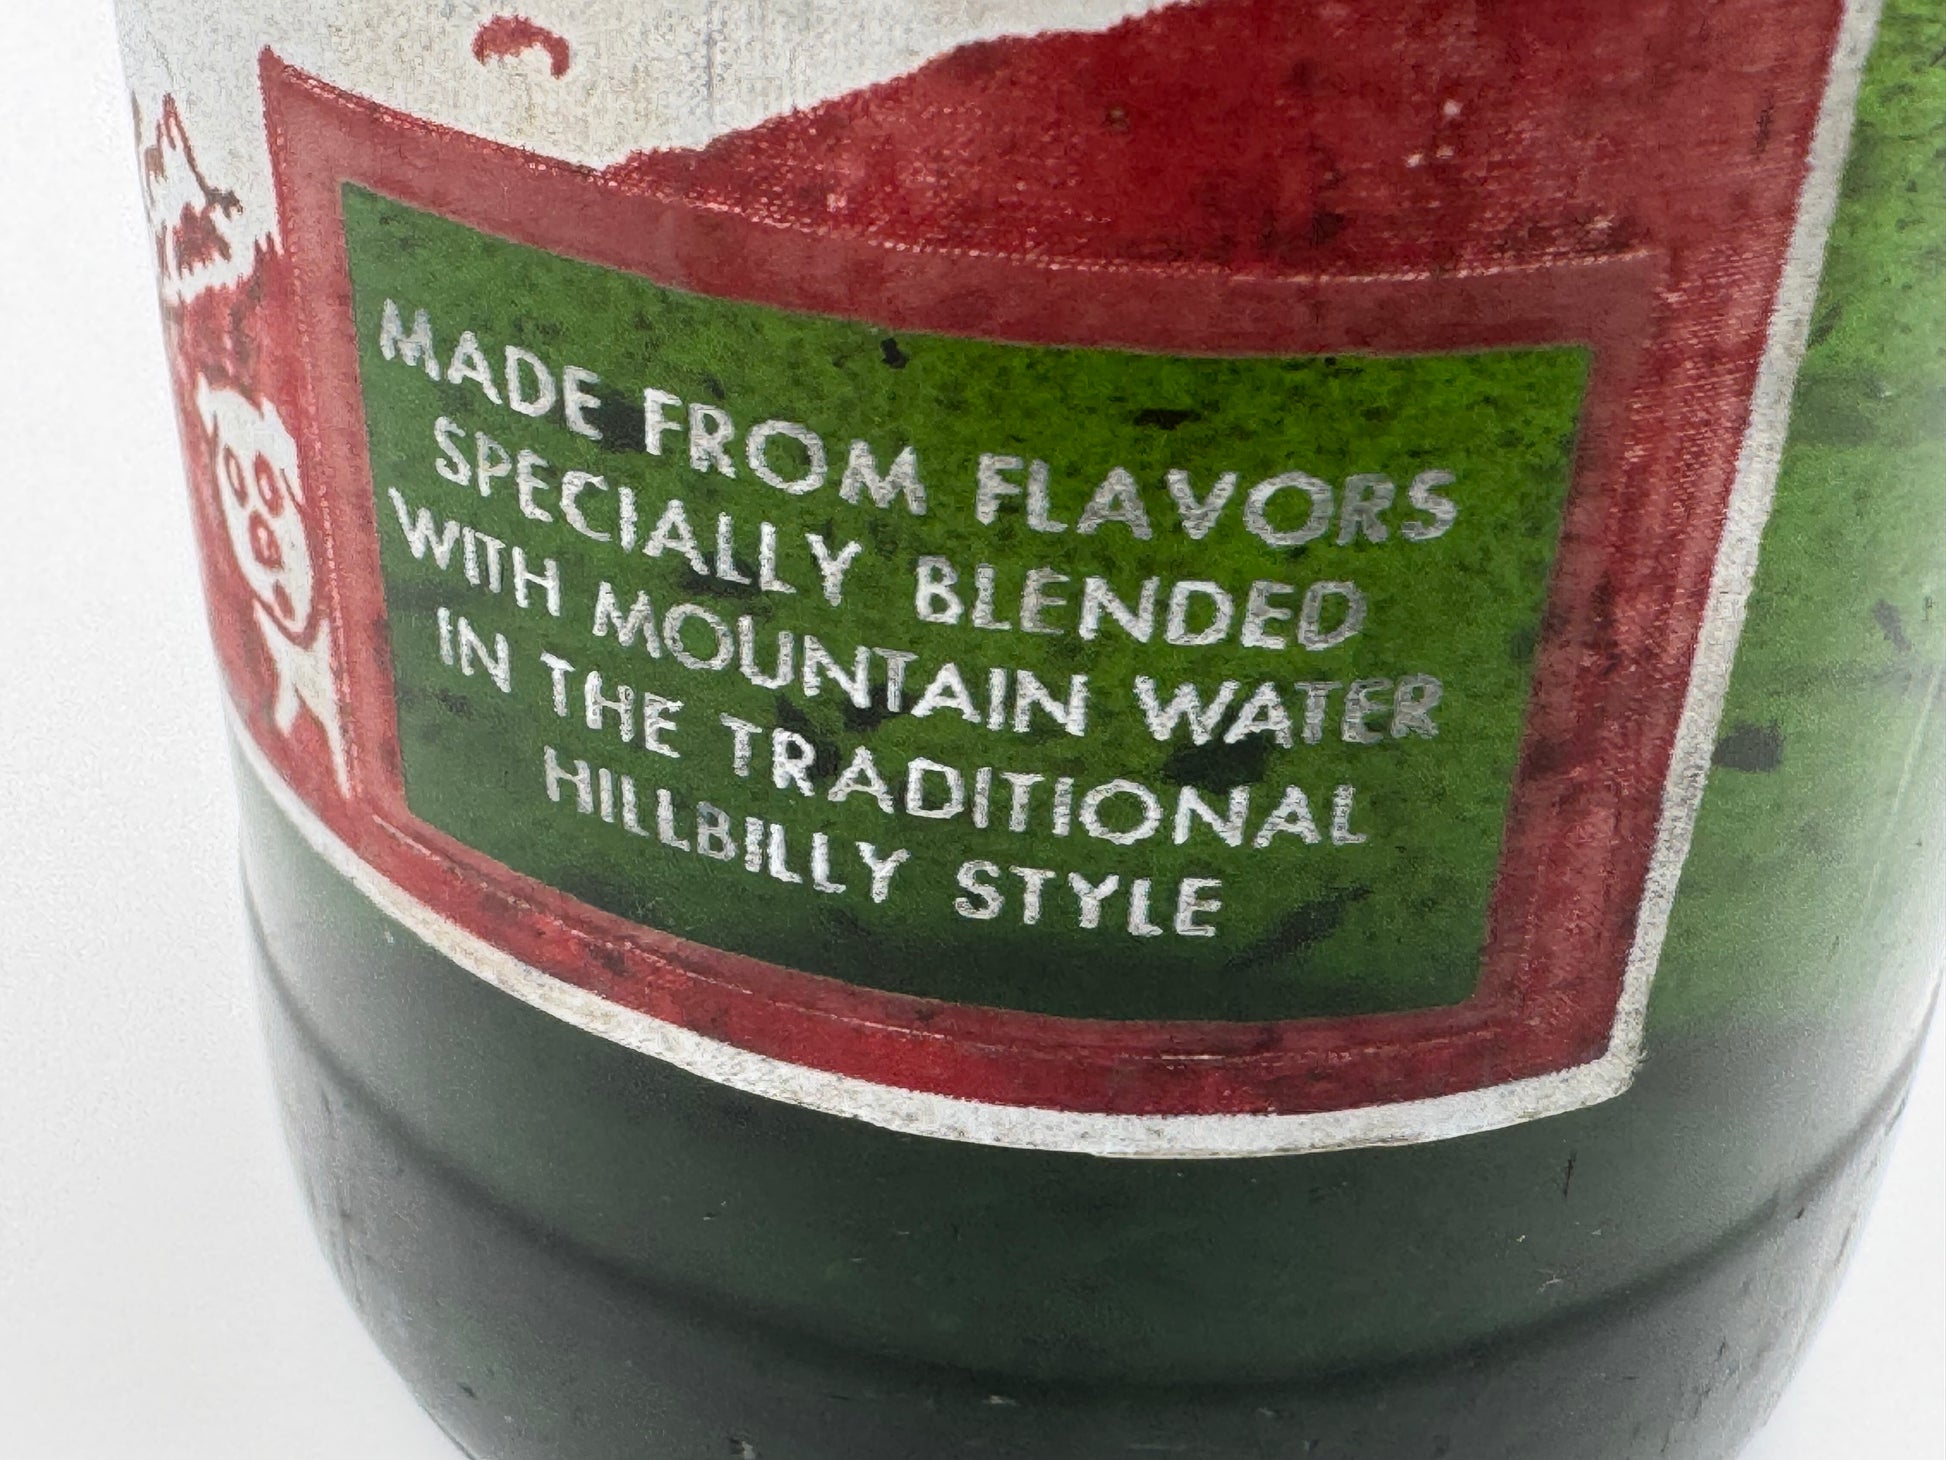 MADE FROM FLAVORS
SPECIALLY BLENDED
WITH MOUNTAIN WATER
IN THE TRADITIONAL
HILLBILLY STYLE